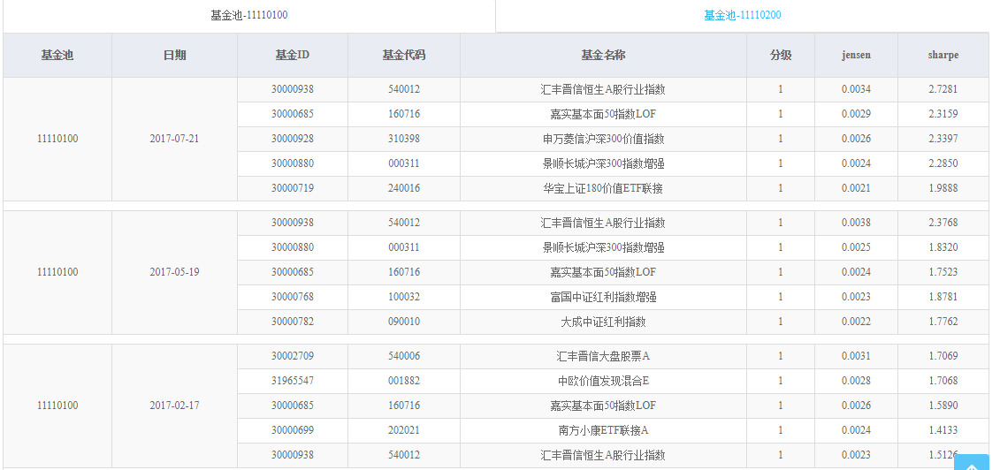 基金池-11110100 基金池-11110200
基金池 日期 基金ID 基金代码 基金名称 分级 jensen sharpe
30000938 540012 汇丰晋信恒生A股行业指数 1 0.0034 2.7281
30000685 160716 嘉实基本面50指数LOF 1 0.0029 2.3159
11110100 2017-07-21 30000928 310398 申万菱信沪深300价值指数 1 0.0026 2.3397
30000880 000311 景顺长城沪深300指数增强 1 0.0024 2.2850
30000719 240016 华宝上证180价值ETF联接 1 0.0021 1.9888
30000938 540012 汇丰晋信恒生A股行业指数 1 0.0038 2.3768
30000880 000311 景顺长城沪深300指数增强 1 0.0025 1.8320
11110100 2017-05-19 30000685 160716 嘉实基本面50指数LOF 1 0.0024 1.7523
30000768 100032 富国中证红利指数增强 1 0.0023 1.8781
30000782 090010 大成中证红利指数 1 0.0022 1.7762
30002709 540006 汇丰晋信大盘股票A 1 0.0031 1.7069
31965547 001882 中欧价值发现混合E 1 0.0028 1.7068
11110100 2017-02-17 30000685 160716 嘉实基本面50指数LOF 1 0.0026 1.5890
30000699 202021 南方小康ETF联接A 1 0.0024 1.4133
30000938 540012 汇丰晋信恒生A股行业指数 1 0.0023 1.5126